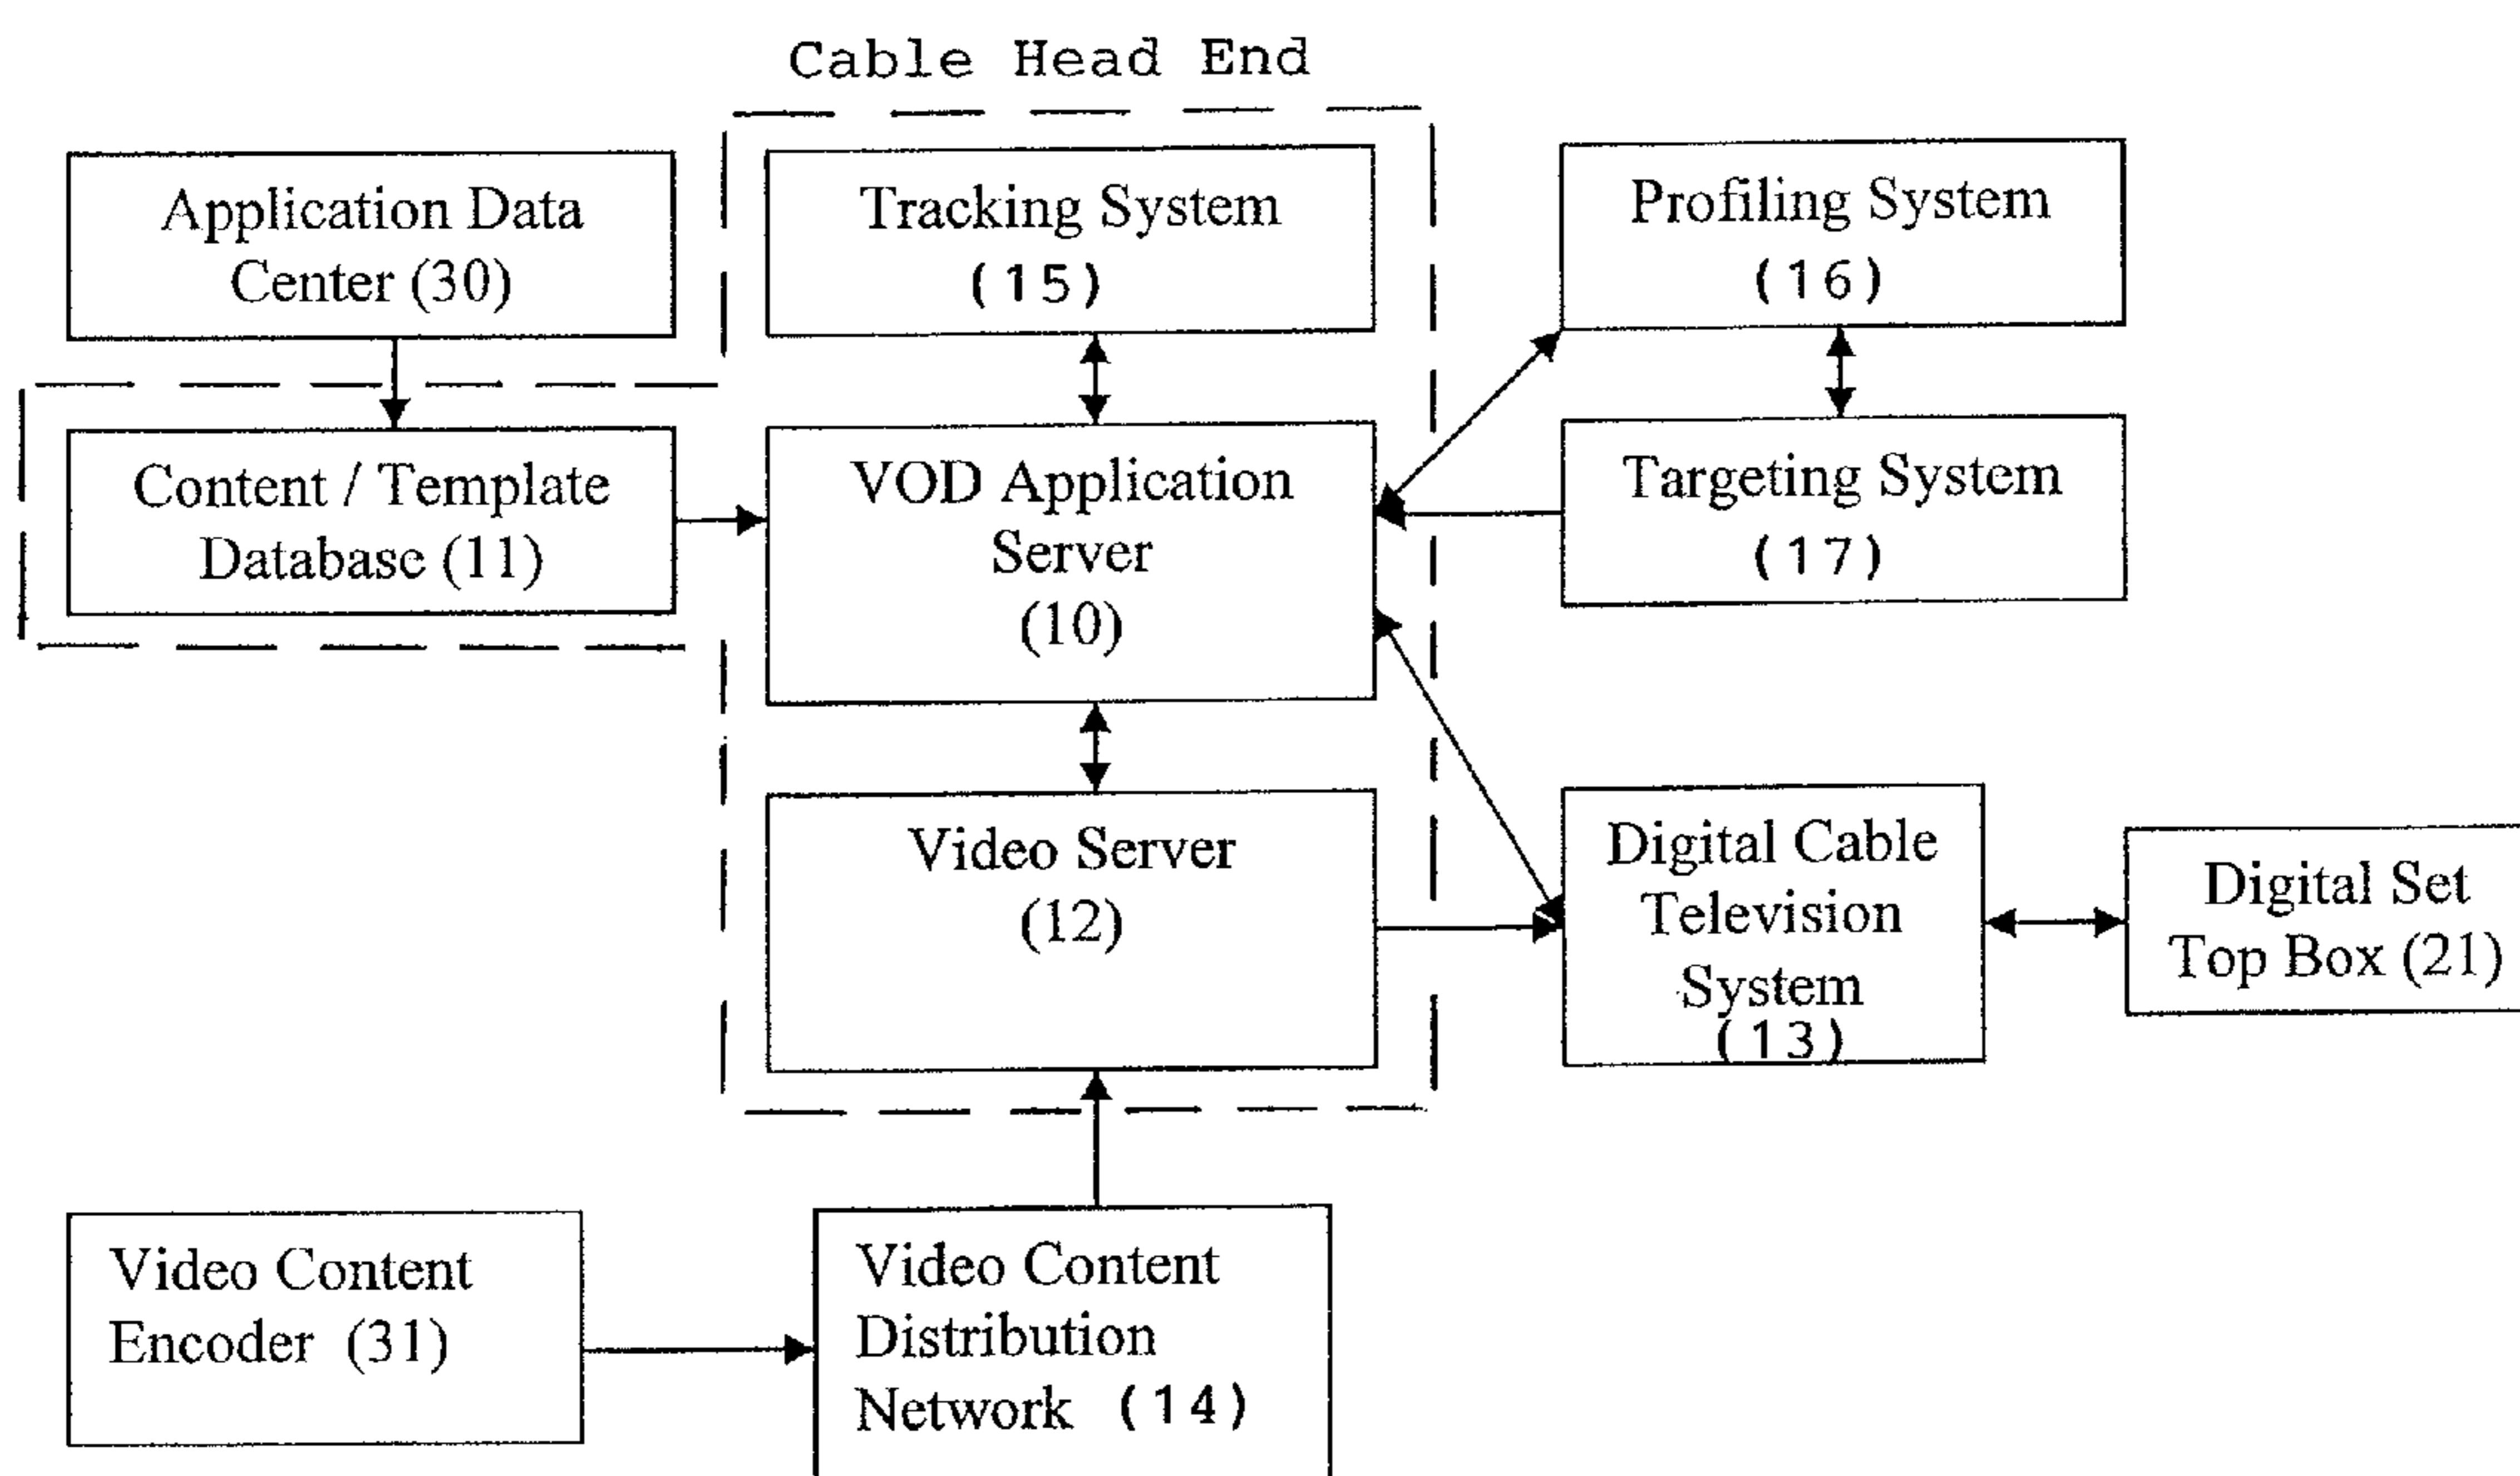 Cable Head End
Application Data
Center (30)
Tracking System
(15)
Profiling System
(16)
Content / Template
Database (11)
VOD Application
Server
(10)
Targeting System
(17)
Video Server
(12)
Digital Cable
Television
System
(13)
Digital Set
Top Box (21)
Video Content
Encoder (31)
Video Content
Distribution
Network (14)